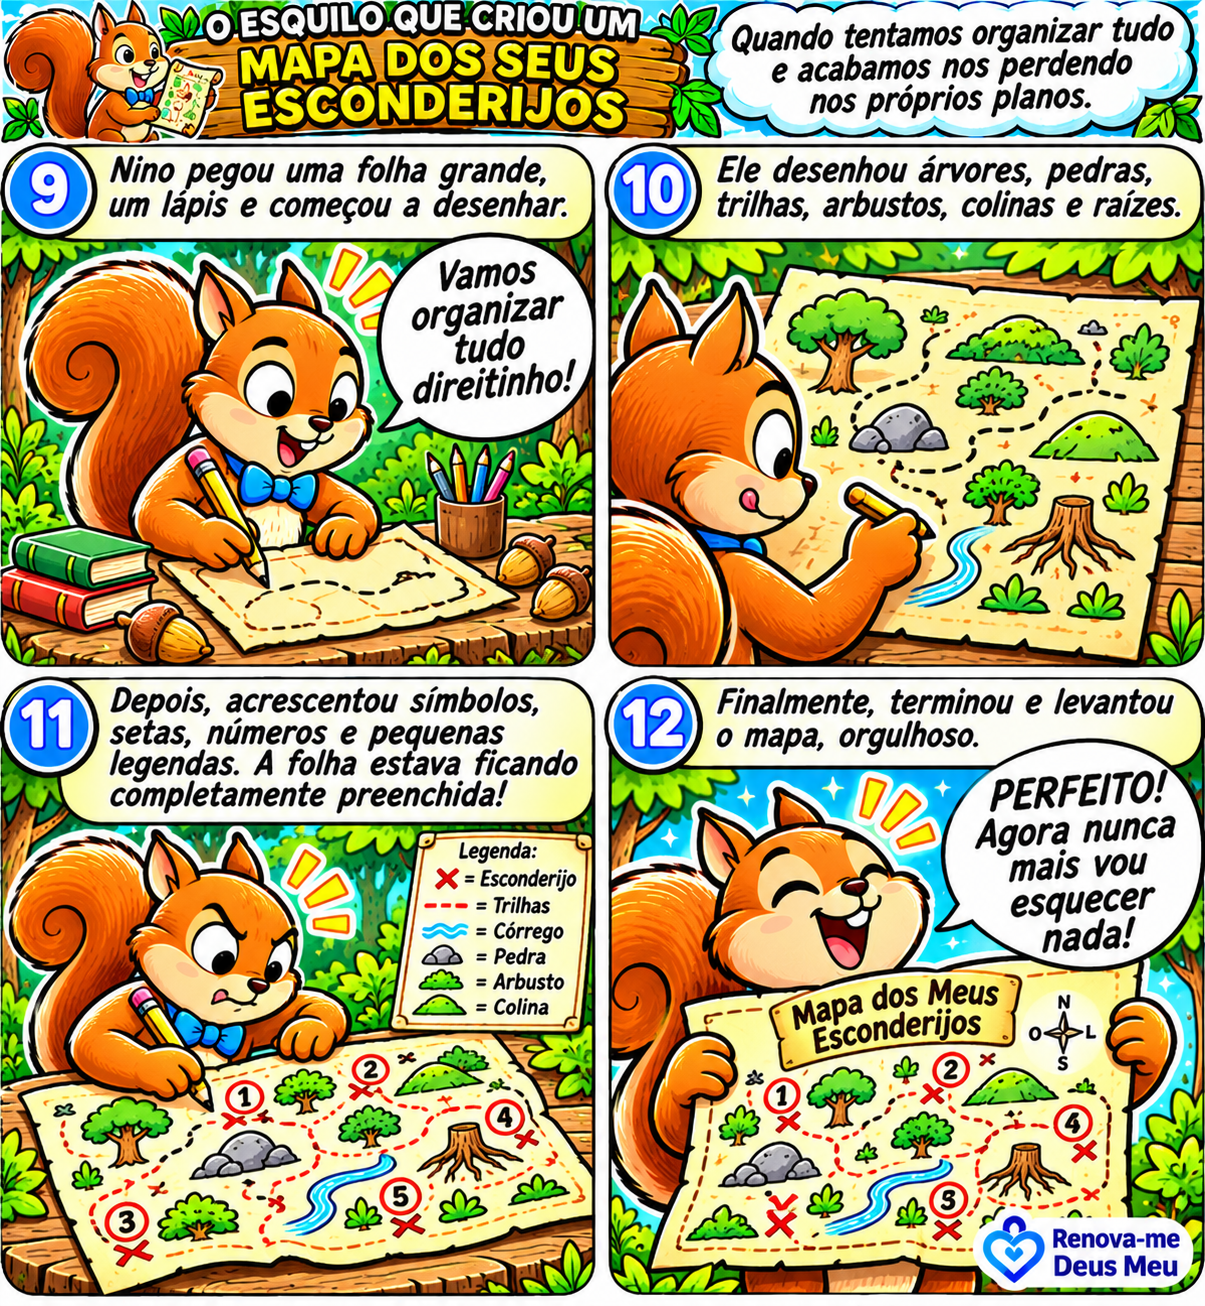 O ESQUILO QUE CRIOU UM
MAPA DOS SEUS
ESCONDERIJOS
Quando tentamos organizar tudo
e acabamos nos perdendo
nos próprios planos.
9
Nino pegou uma folha grande,
um lápis e começou a desenhar.
Vamos
organizar
tudo
direitinho!
10
Ele desenhou árvores, pedras,
trilhas, arbustos, colinas e raízes.
11
Depois, acrescentou símbolos,
setas, números e pequenas
legendas. A folha estava ficando
completamente preenchida!
Legenda:
X = Esconderijo
= Trilhas
= Córrego
= Pedra
= Arbusto
= Colina
1
2
4
5
3
12
Finalmente, terminou e levantou
o mapa, orgulhoso.
PERFEITO!
Agora nunca
mais vou
esquecer
nada!
Mapa dos Meus
Esconderijos
N
O L
S
1
2
4
3
Renova-me
Deus Meu